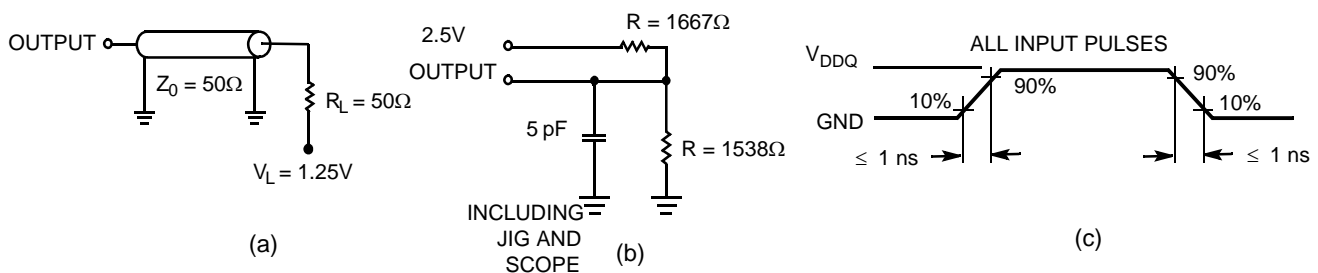 OUTPUT
Z0 = 50Ω
RL = 50Ω
VL = 1.25V
(a)
R = 1667Ω
2.5V
OUTPUT
5 pF
R = 1538Ω
INCLUDING
JIG AND
SCOPE
(b)
ALL INPUT PULSES
VDDQ
90%
90%
10%
10%
GND
≤ 1 ns
≤ 1 ns
(c)